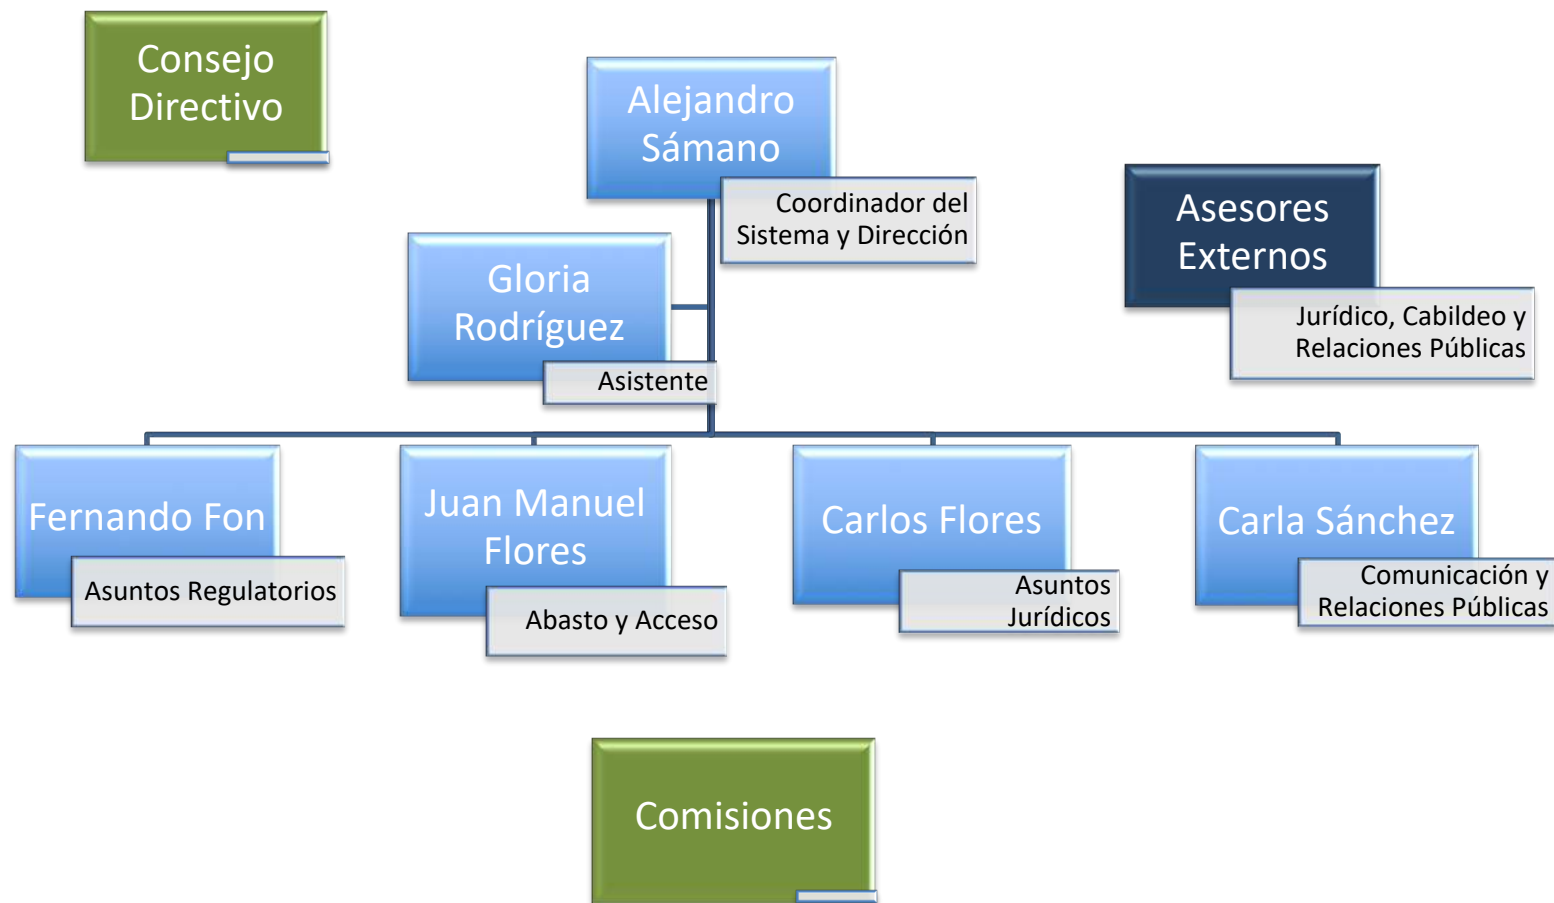 Consejo
Directivo
Alejandro
Sámano
Coordinador del
Sistema y Dirección
Asesores
Externos
Jurídico, Cabildeo y
Relaciones Públicas
Gloria
Rodríguez
Asistente
Fernando Fon
Asuntos Regulatorios
Juan Manuel
Flores
Abasto y Acceso
Carlos Flores
Asuntos
Jurídicos
Carla Sánchez
Comunicación y
Relaciones Públicas
Comisiones